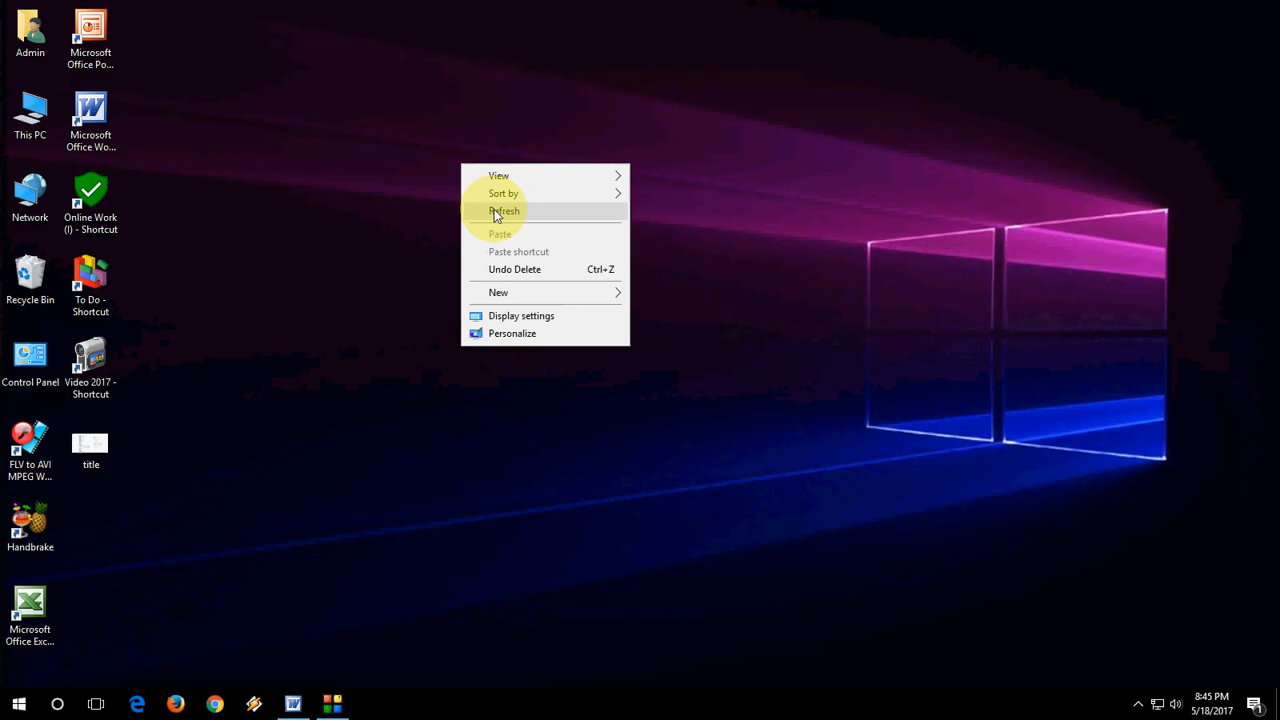 Admin
Microsoft
Office Po...
This PC
Microsoft
Office Wo...
Network
Online Work
(I) - Shortcut
Recycle Bin
To Do -
Shortcut
Control Panel
Video 2017 -
Shortcut
FLV to AVI
MPEG W...
title
Handbrake
Microsoft
Office Exc...
View
Sort by
Refresh
Paste
Paste shortcut
Undo Delete Ctrl+Z
New
Display settings
Personalize
8:45 PM
5/18/2017
1